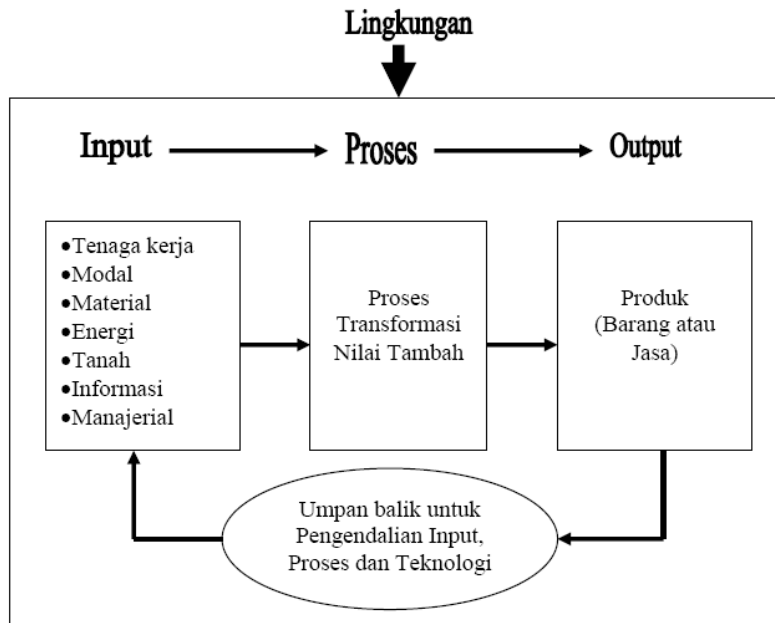 Lingkungan
Input
Proses
Output
•Tenaga kerja
•Modal
•Material
•Energi
•Tanah
•Informasi
•Manajerial
Proses
Transformasi
Nilai Tambah
Produk
(Barang atau
Jasa)
Umpan balik untuk
Pengendalian Input,
Proses dan Teknologi